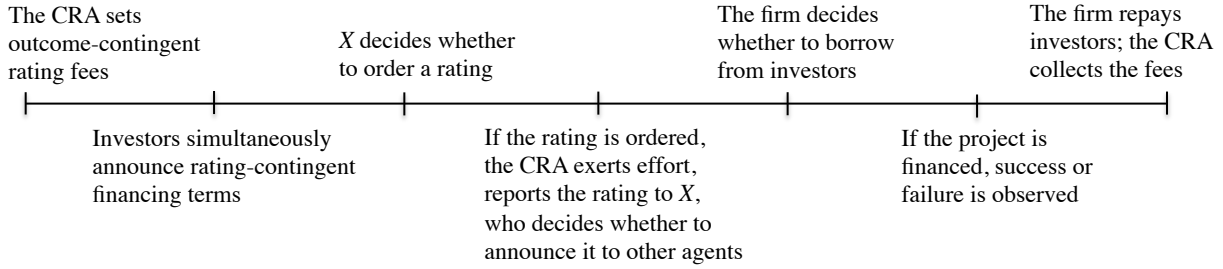 The CRA sets
outcome-contingent
rating fees
Investors simultaneously
announce rating-contingent
financing terms
X decides whether
to order a rating
If the rating is ordered,
the CRA exerts effort,
reports the rating to X,
who decides whether to
announce it to other agents
The firm decides
whether to borrow
from investors
If the project is
financed, success or
failure is observed
The firm repays
investors; the CRA
collects the fees